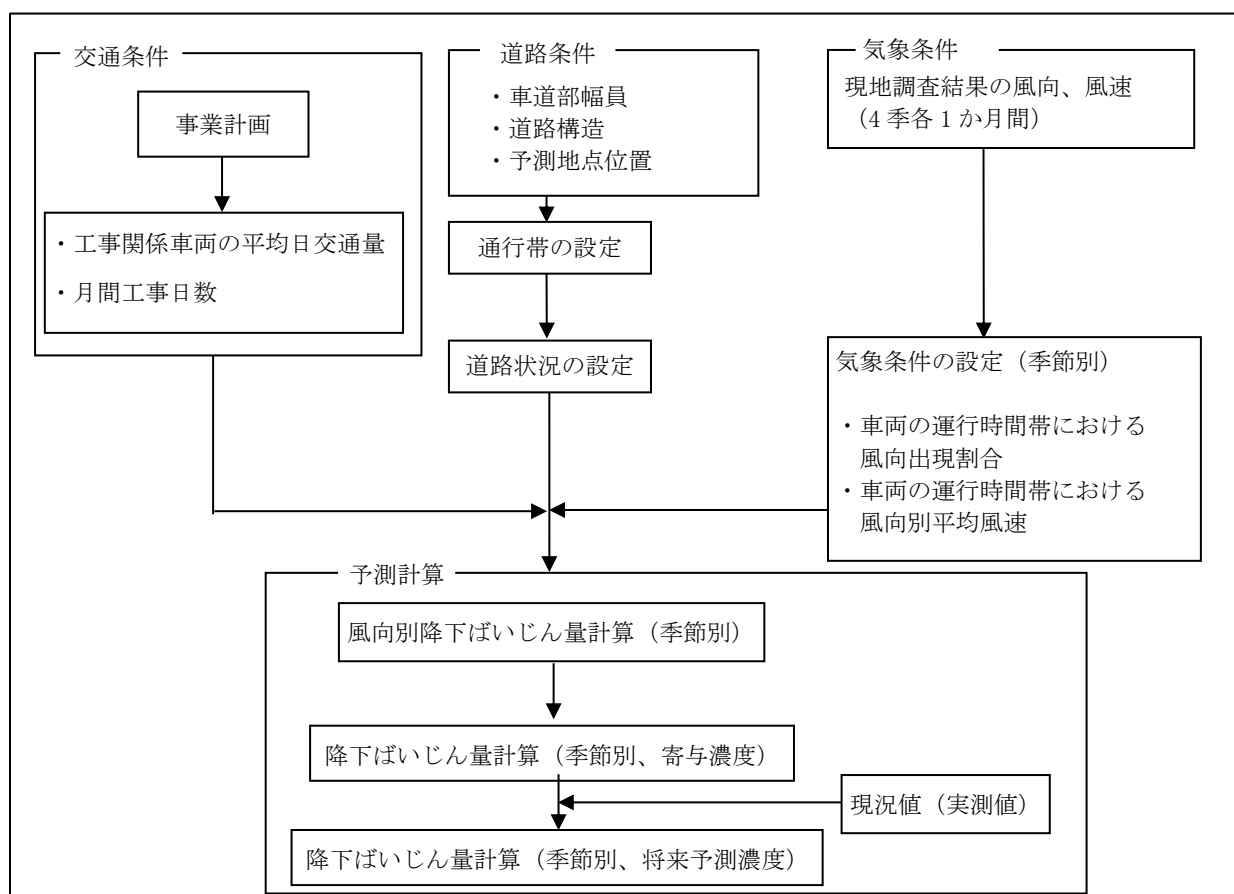 交通条件
事業計画
・工事関係車両の平均日交通量
・月間工事日数
道路条件
・車道部幅員
・道路構造
・予測地点位置
通行帯の設定
道路状況の設定
気象条件
現地調査結果の風向、風速
（4 季各 1 か月間）
気象条件の設定（季節別）
・車両の運行時間帯における
風向出現割合
・車両の運行時間帯における
風向別平均風速
予測計算
風向別降下ばいじん量計算（季節別）
降下ばいじん量計算（季節別、寄与濃度）
現況値（実測値）
降下ばいじん量計算（季節別、将来予測濃度）